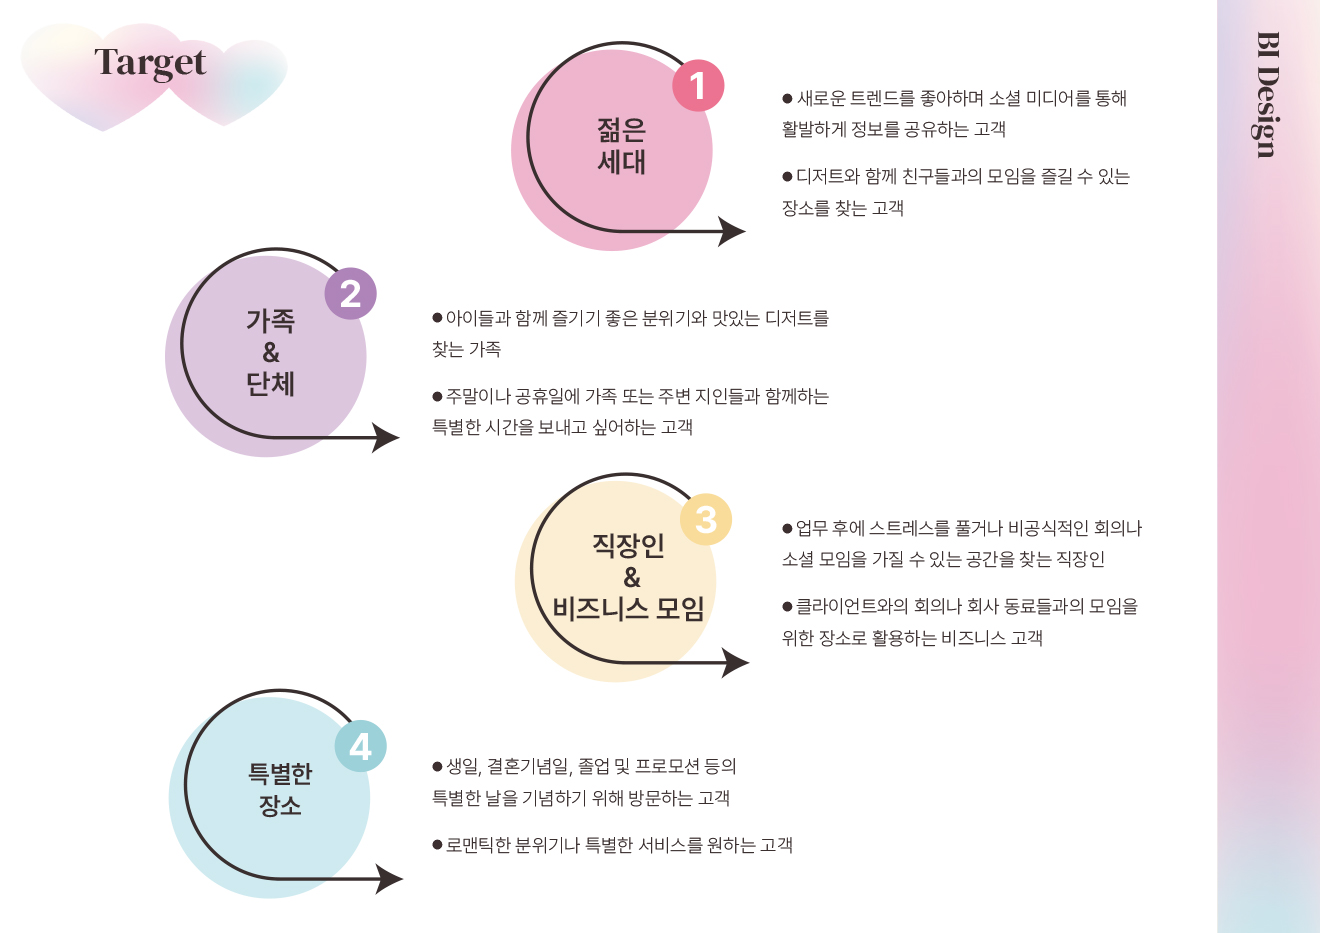 Target
BI Design
1
젊은
세대
● 새로운 트렌드를 좋아하며 소셜 미디어를 통해
활발하게 정보를 공유하는 고객
● 디저트와 함께 친구들과의 모임을 즐길 수 있는
장소를 찾는 고객
2
가족
&
단체
● 아이들과 함께 즐기기 좋은 분위기와 맛있는 디저트를
찾는 가족
● 주말이나 공휴일에 가족 또는 주변 지인들과 함께하는
특별한 시간을 보내고 싶어하는 고객
3
직장인
&
비즈니스 모임
● 업무 후에 스트레스를 풀거나 비공식적인 회의나
소셜 모임을 가질 수 있는 공간을 찾는 직장인
● 클라이언트와의 회의나 회사 동료들과의 모임을
위한 장소로 활용하는 비즈니스 고객
4
특별한
장소
● 생일, 결혼기념일, 졸업 및 프로모션 등의
특별한 날을 기념하기 위해 방문하는 고객
● 로맨틱한 분위기나 특별한 서비스를 원하는 고객